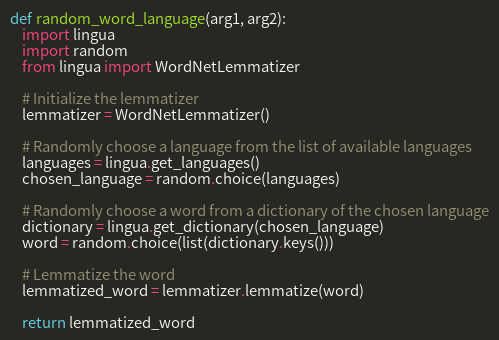 def random_word_language(arg1, arg2):
    import lingua
    import random
    from lingua import WordNetLemmatizer

    # Initialize the lemmatizer
    lemmatizer = WordNetLemmatizer()

    # Randomly choose a language from the list of available languages
    languages = lingua.get_languages()
    chosen_language = random.choice(languages)

    # Randomly choose a word from a dictionary of the chosen language
    dictionary = lingua.get_dictionary(chosen_language)
    word = random.choice(list(dictionary.keys()))

    # Lemmatize the word
    lemmatized_word = lemmatizer.lemmatize(word)

    return lemmatized_word